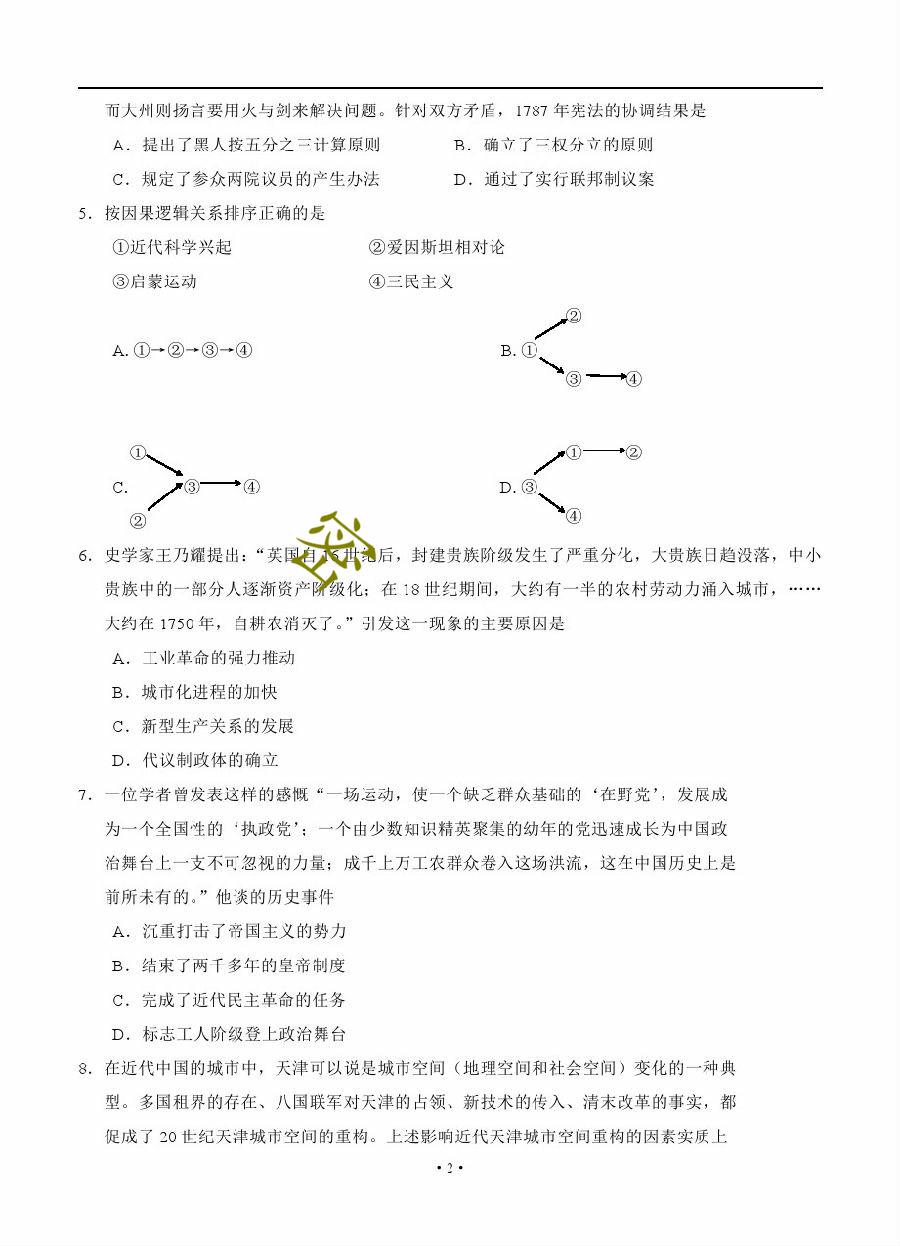 而大州则扬言要用火与剑来解决问题。针对双方矛盾，1787 年宪法的协调结果是
A．提出了黑人按五分之三计算原则 B．确立了三权分立的原则
C．规定了参众两院议员的产生办法 D．通过了实行联邦制议案
5．按因果逻辑关系排序正确的是
①近代科学兴起 ②爱因斯坦相对论
③启蒙运动 ④三民主义
②
A. ①→②→③→④ B. ①
③ ④
① ① ②
C. ③ ④ D. ③
② ④
6．史学家王乃耀提出：“英国自 16 世纪后，封建贵族阶级发生了严重分化，大贵族日趋没落，中小
贵族中的一部分人逐渐资产阶级化；在 18 世纪期间，大约有一半的农村劳动力涌入城市，……
大约在 1750 年，自耕农消灭了。”引发这一现象的主要原因是
A．工业革命的强力推动
B．城市化进程的加快
C．新型生产关系的发展
D．代议制政体的确立
7．一位学者曾发表这样的感慨“一场运动，使一个缺乏群众基础的‘在野党’，发展成
为一个全国性的‘执政党’；一个由少数知识精英聚集的幼年的党迅速成长为中国政
治舞台上一支不可忽视的力量；成千上万工农群众卷入这场洪流，这在中国历史上是
前所未有的。”他谈的历史事件
A．沉重打击了帝国主义的势力
B．结束了两千多年的皇帝制度
C．完成了近代民主革命的任务
D．标志工人阶级登上政治舞台
8．在近代中国的城市中，天津可以说是城市空间（地理空间和社会空间）变化的一种典
型。多国租界的存在、八国联军对天津的占领、新技术的传入、清末改革的事实，都
促成了 20 世纪天津城市空间的重构。上述影响近代天津城市空间重构的因素实质上
·2·